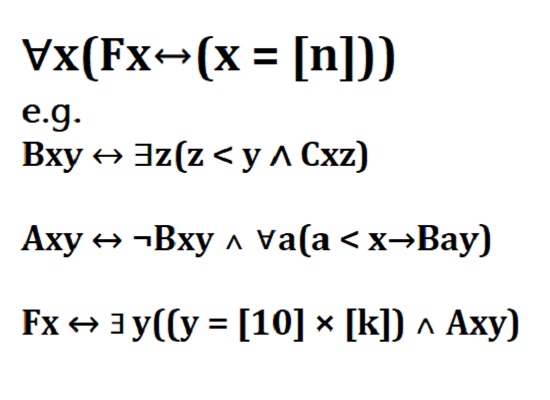 ∀x(Fx↔(x = [n]))
e.g.
Bxy ↔ ∃z(z < y ∧ Cxz)
Axy ↔ ¬Bxy ∧ ∀a(a < x→Bay)
Fx ↔ ∃y((y = [10] × [k]) ∧ Axy)